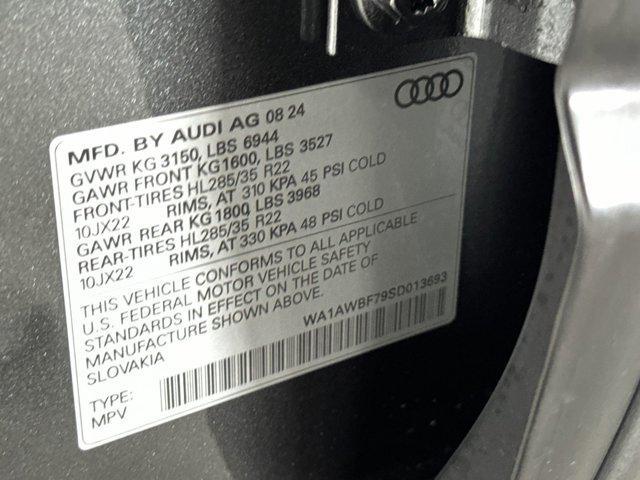 MFD. BY AUDI AG 08 24
GVWR KG 3150, LBS 6944
GAWR FRONT KG1600, LBS 3527
FRONT-TIRES HL285/35 R22
10JX22 RIMS, AT 310 KPA 45 PSI COLD
GAWR REAR KG 1800, LBS 3968
REAR-TIRES HL285/35 R22
10JX22 RIMS, AT 330 KPA 48 PSI COLD
THIS VEHICLE CONFORMS TO ALL APPLICABLE
U.S. FEDERAL MOTOR VEHICLE SAFETY
STANDARDS IN EFFECT ON THE DATE OF
MANUFACTURE SHOWN ABOVE.
SLOVAKIA WA1AWBF79SD013693
TYPE:
MPV